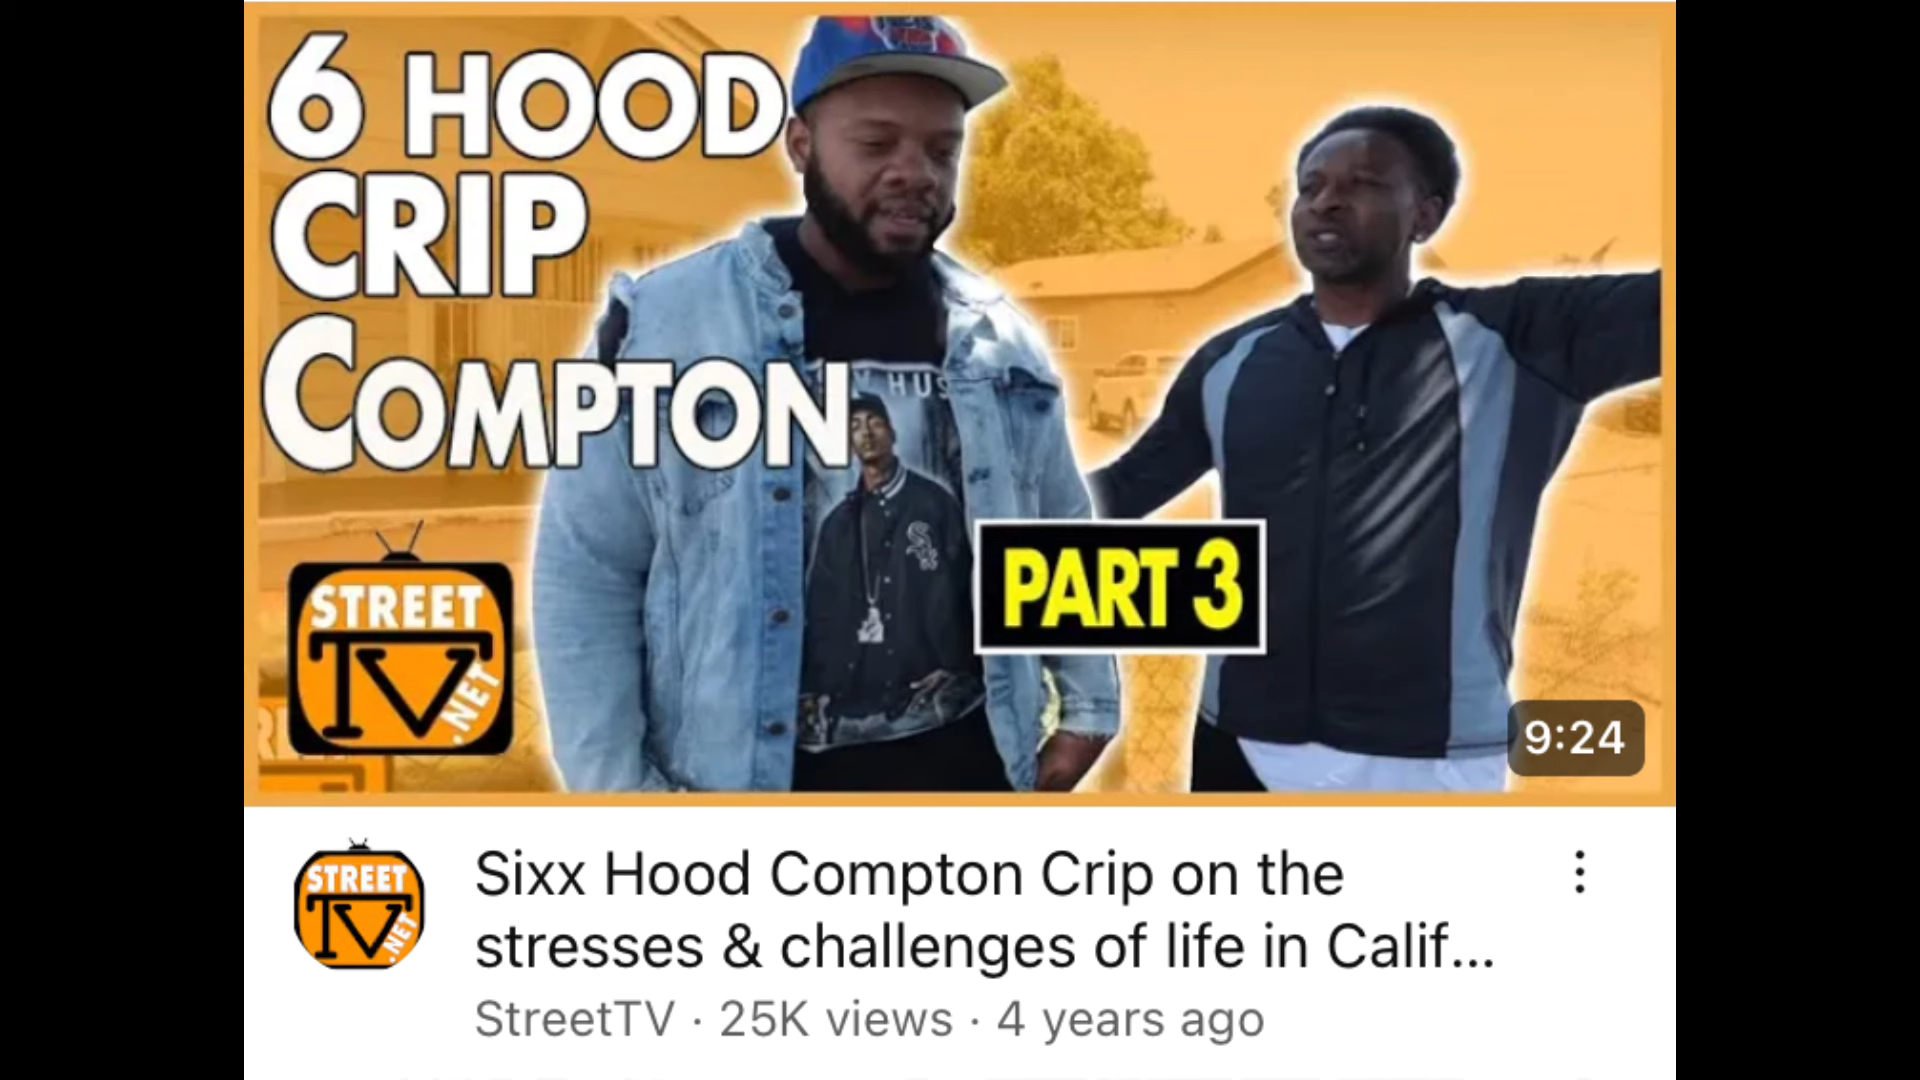 6 HOOD
CRIP
COMPTON
HUS
STREET
TV
.NET
PART 3
9:24
STREET
TV
.NET
Sixx Hood Compton Crip on the
stresses & challenges of life in Calif...
StreetTV · 25K views · 4 years ago